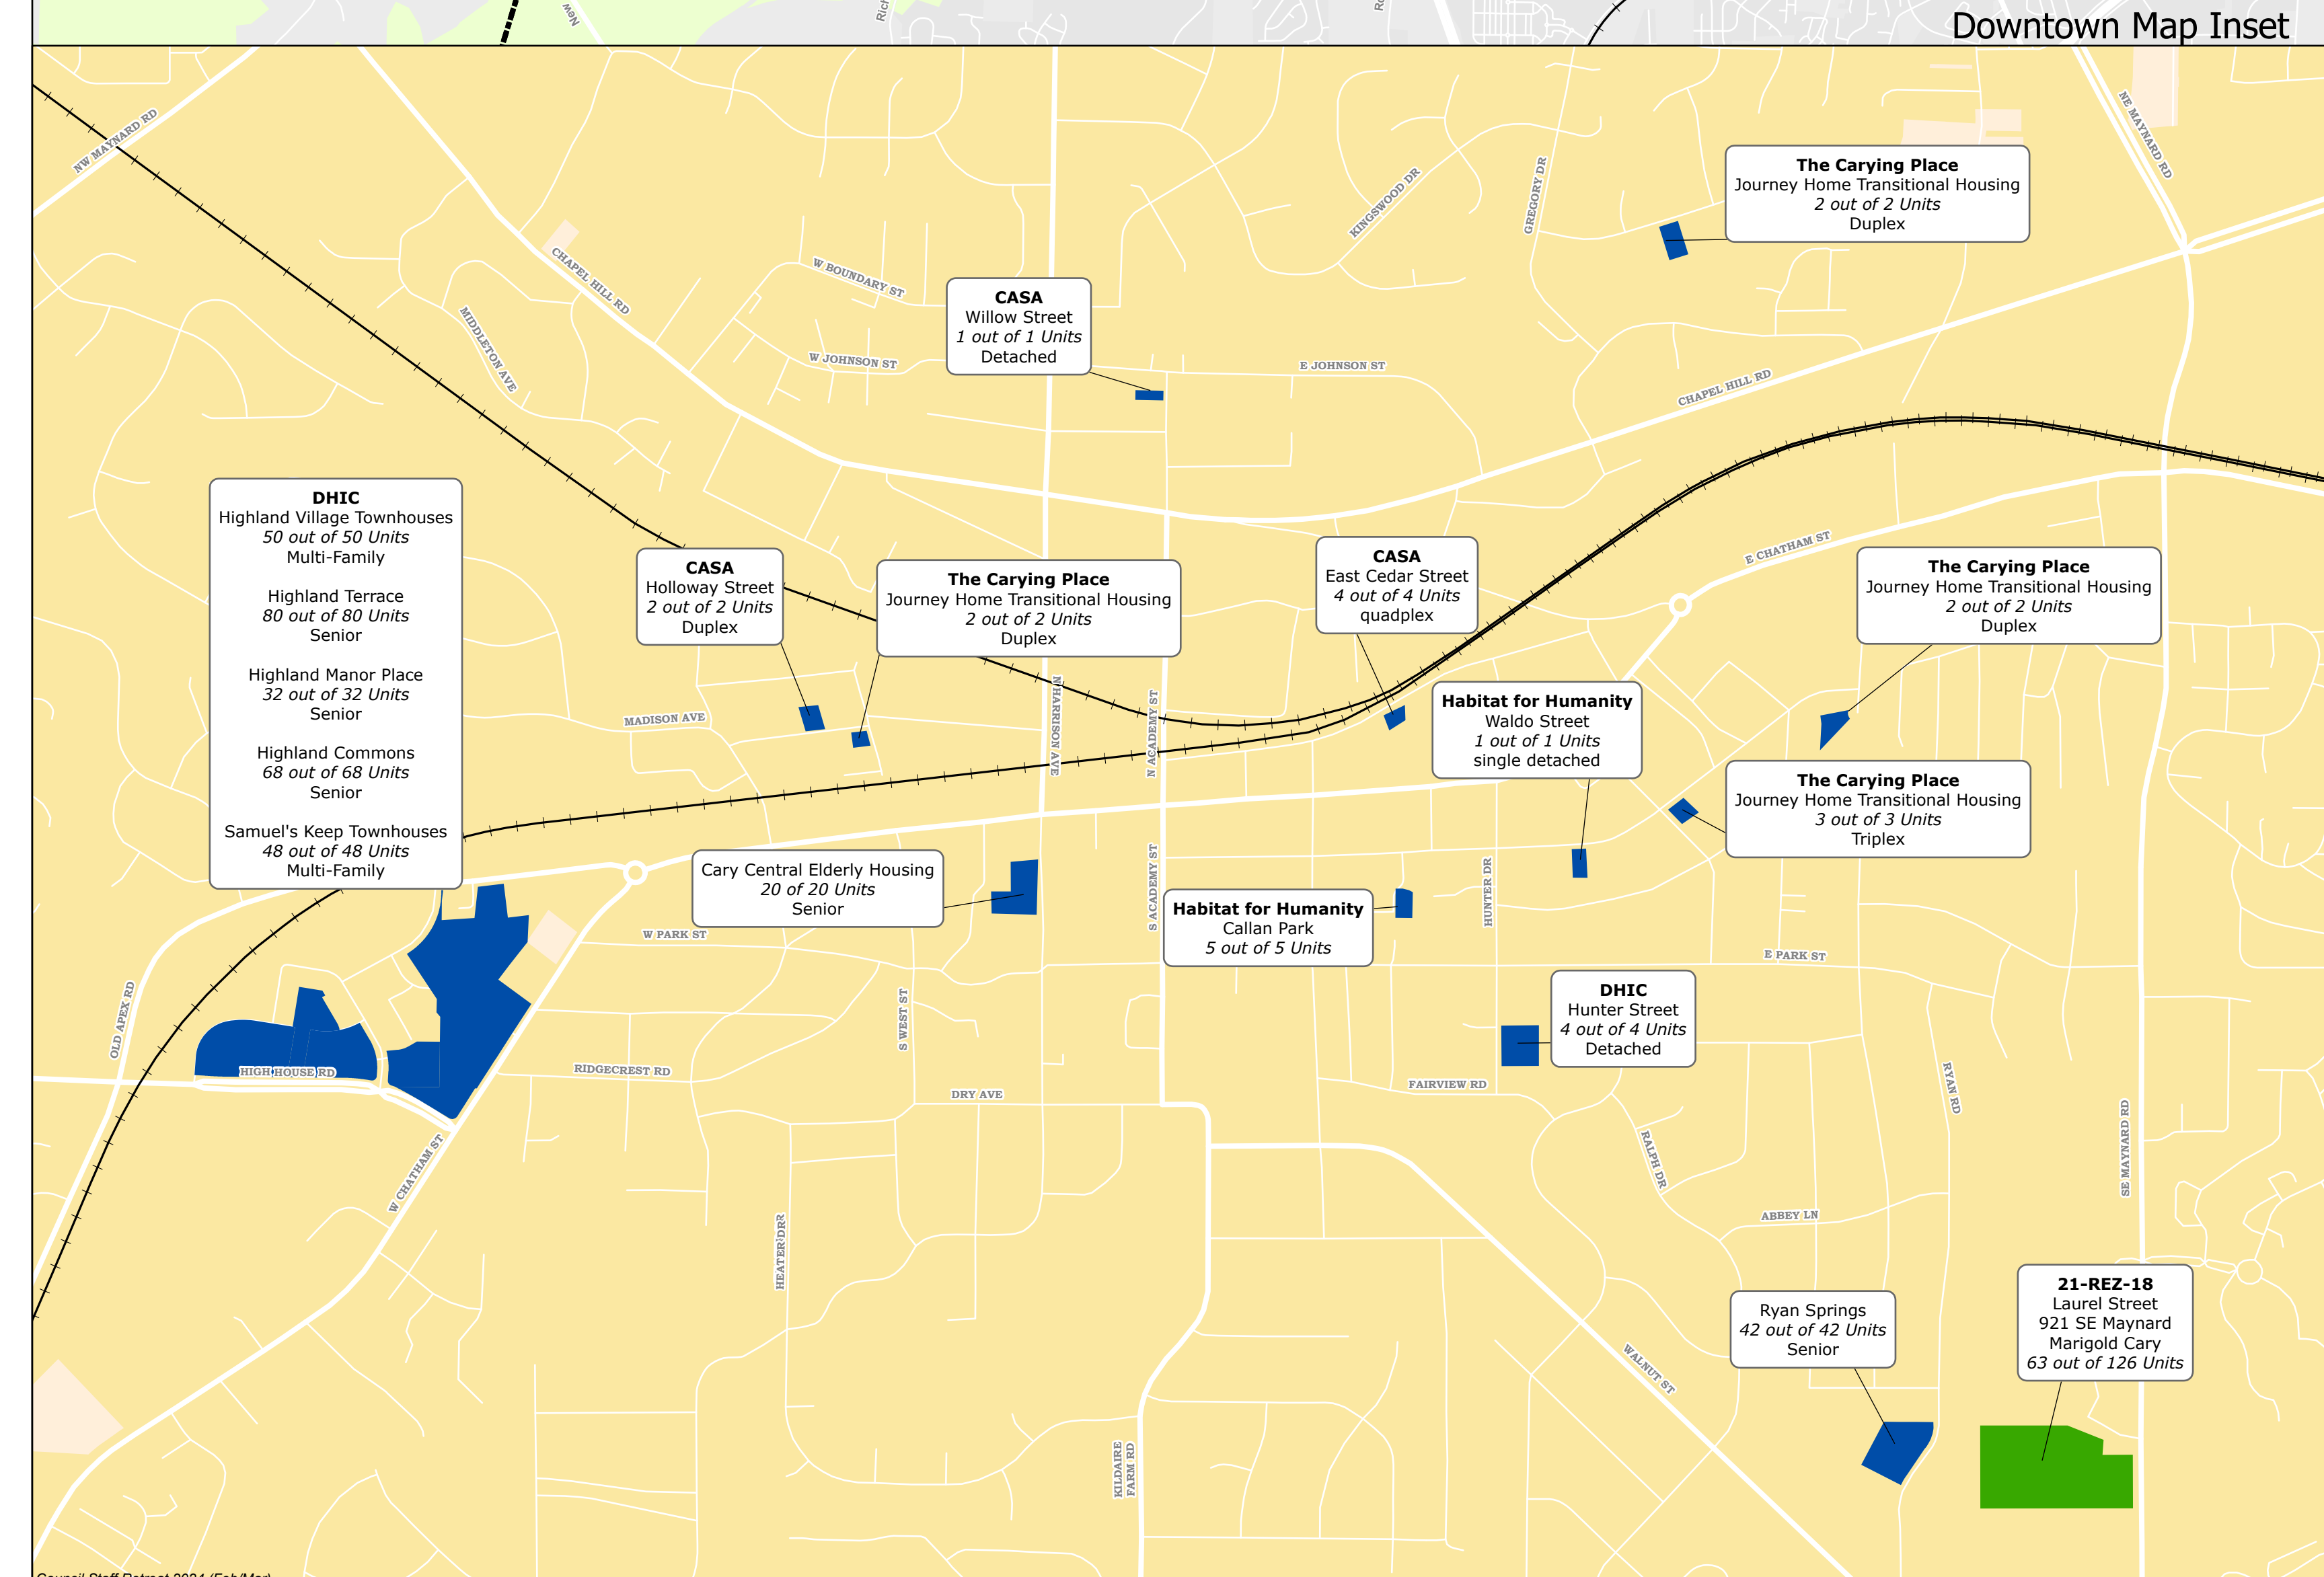 New
Downtown Map Inset
NW MAYNARD RD
NE MAYNARD RD
The Carying Place
Journey Home Transitional Housing
2 out of 2 Units
Duplex
GREGORY DR
KINGSWOOD DR
CHAPEL HILL RD
W BOUNDARY ST
CASA
Willow Street
1 out of 1 Units
Detached
MIDDLETON AVE
W JOHNSON ST
E JOHNSON ST
CHAPEL HILL RD
DHIC
Highland Village Townhouses
50 out of 50 Units
Multi-Family
Highland Terrace
80 out of 80 Units
Senior
Highland Manor Place
32 out of 32 Units
Senior
Highland Commons
68 out of 68 Units
Senior
Samuel's Keep Townhouses
48 out of 48 Units
Multi-Family
CASA
Holloway Street
2 out of 2 Units
Duplex
The Carying Place
Journey Home Transitional Housing
2 out of 2 Units
Duplex
CASA
East Cedar Street
4 out of 4 Units
quadplex
E CHATHAM ST
The Carying Place
Journey Home Transitional Housing
2 out of 2 Units
Duplex
MADISON AVE
N HARRISON AVE
N ACADEMY ST
Habitat for Humanity
Waldo Street
1 out of 1 Units
single detached
The Carying Place
Journey Home Transitional Housing
3 out of 3 Units
Triplex
Cary Central Elderly Housing
20 of 20 Units
Senior
S ACADEMY ST
Habitat for Humanity
Callan Park
5 out of 5 Units
HUNTER DR
W PARK ST
E PARK ST
OLD APEX RD
S WEST ST
DHIC
Hunter Street
4 out of 4 Units
Detached
HIGH HOUSE RD
RIDGECREST RD
DRY AVE
FAIRVIEW RD
RYAN RD
SE MAYNARD RD
W CHATHAM ST
RALPH DR
ABBEY LN
HEATER DR
Ryan Springs
42 out of 42 Units
Senior
21-REZ-18
Laurel Street
921 SE Maynard
Marigold Cary
63 out of 126 Units
WALNUT ST
KILDAIRE
FARM RD
Council Staff Retreat 2024 (Feb/Mar)